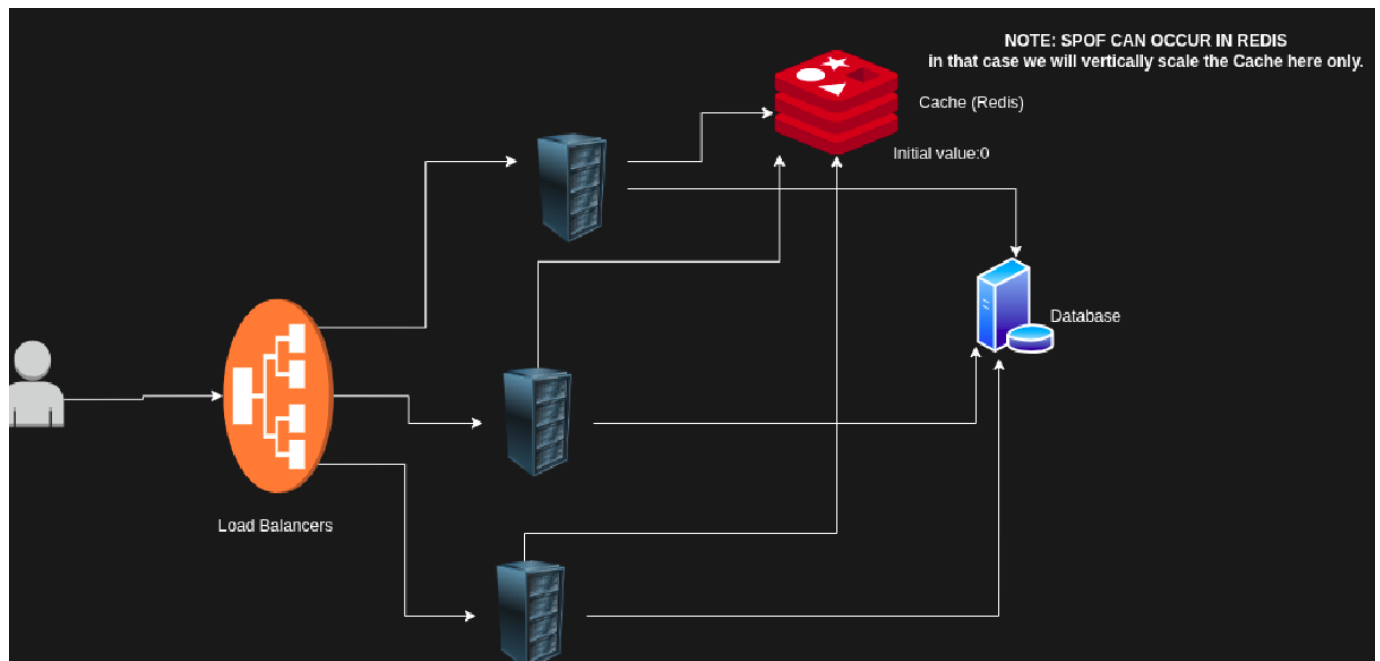 NOTE: SPOF CAN OCCUR IN REDIS
in that case we will vertically scale the Cache here only.
Cache (Redis)
Initial value:0
Database
Load Balancers